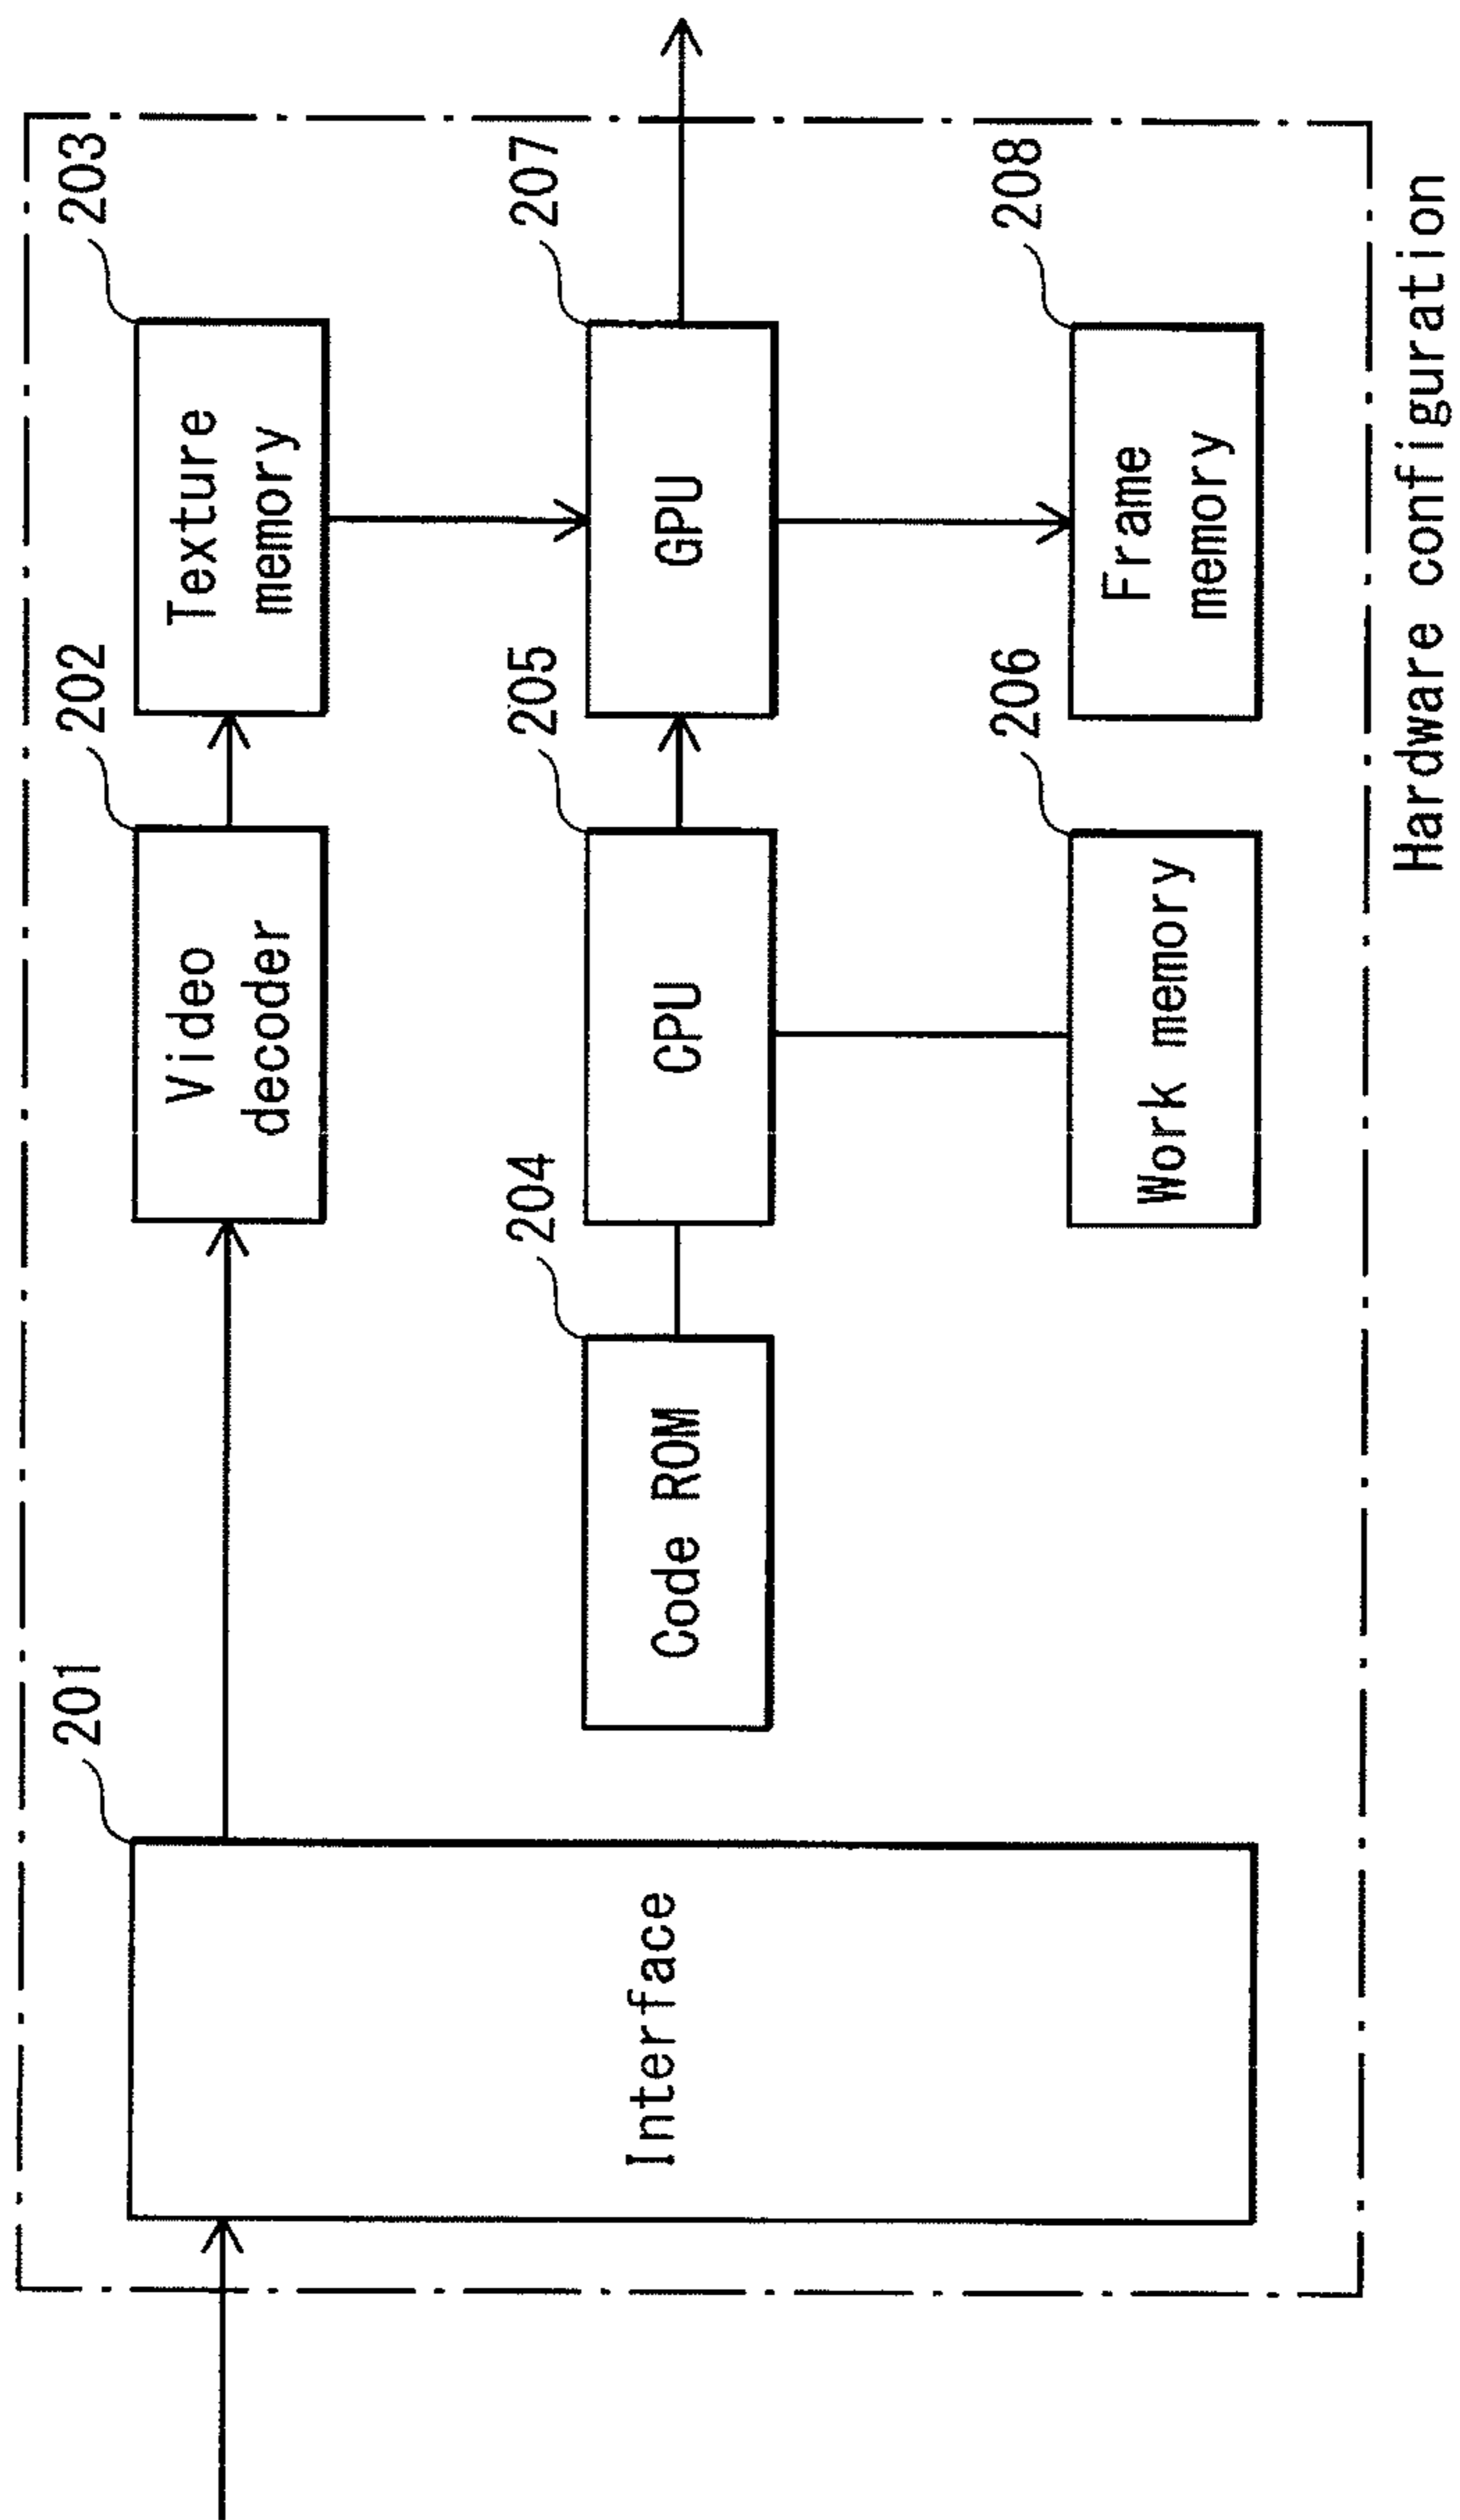 201
202
203
Interface
Video
decoder
Texture
memory
204
205
207
Code ROM
CPU
GPU
206
208
Work memory
Frame
memory
Hardware configuration